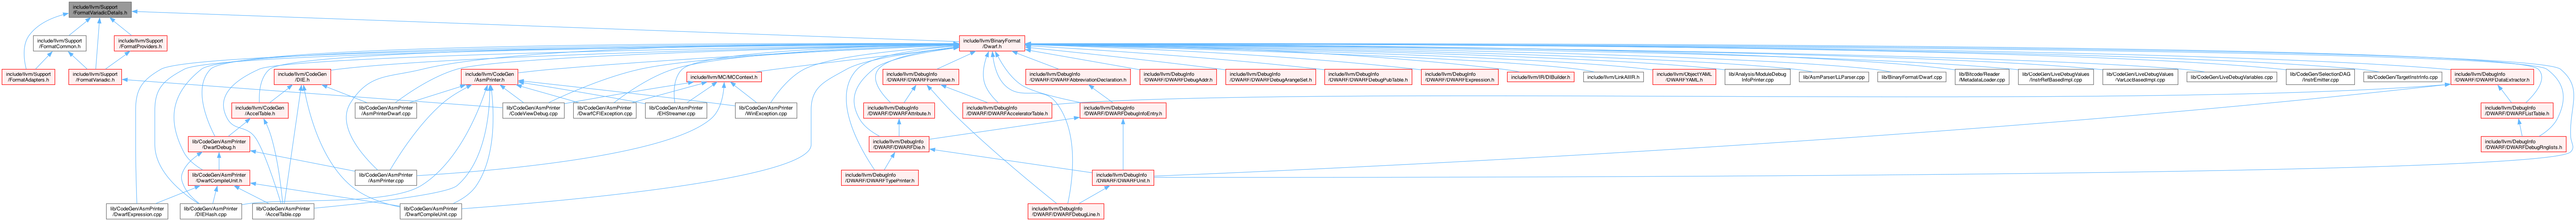 include/llvm/Support
/FormatVariadicDetails.h
include/llvm/Support
/FormatCommon.h
include/llvm/Support
/FormatProviders.h
include/llvm/BinaryFormat
/Dwarf.h
include/llvm/Support
/FormatAdapters.h
include/llvm/Support
/FormatVariadic.h
include/llvm/CodeGen
/DIE.h
include/llvm/CodeGen
/AsmPrinter.h
include/llvm/MC/MCContext.h
include/llvm/DebugInfo
/DWARF/DWARFFormValue.h
include/llvm/DebugInfo
/DWARF/DWARFAbbreviationDeclaration.h
include/llvm/DebugInfo
/DWARF/DWARFDebugAddr.h
include/llvm/DebugInfo
/DWARF/DWARFDebugArangeSet.h
include/llvm/DebugInfo
/DWARF/DWARFDebugPubTable.h
include/llvm/DebugInfo
/DWARF/DWARFExpression.h
include/llvm/IR/DIBuilder.h
include/llvm/LinkAllIR.h
include/llvm/ObjectYAML
/DWARFYAML.h
lib/Analysis/ModuleDebug
InfoPrinter.cpp
lib/AsmParser/LLParser.cpp
lib/BinaryFormat/Dwarf.cpp
lib/Bitcode/Reader
/MetadataLoader.cpp
lib/CodeGen/LiveDebugValues
/InstrRefBasedImpl.cpp
lib/CodeGen/LiveDebugValues
/VarLocBasedImpl.cpp
lib/CodeGen/LiveDebugVariables.cpp
lib/CodeGen/SelectionDAG
/InstrEmitter.cpp
lib/CodeGen/TargetInstrInfo.cpp
include/llvm/DebugInfo
/DWARF/DWARFDataExtractor.h
include/llvm/CodeGen
/AccelTable.h
lib/CodeGen/AsmPrinter
/AsmPrinterDwarf.cpp
lib/CodeGen/AsmPrinter
/CodeViewDebug.cpp
lib/CodeGen/AsmPrinter
/DwarfCFIException.cpp
lib/CodeGen/AsmPrinter
/EHStreamer.cpp
lib/CodeGen/AsmPrinter
/WinException.cpp
include/llvm/DebugInfo
/DWARF/DWARFAttribute.h
include/llvm/DebugInfo
/DWARF/DWARFAcceleratorTable.h
include/llvm/DebugInfo
/DWARF/DWARFDebugInfoEntry.h
include/llvm/DebugInfo
/DWARF/DWARFListTable.h
lib/CodeGen/AsmPrinter
/DwarfDebug.h
include/llvm/DebugInfo
/DWARF/DWARFDie.h
include/llvm/DebugInfo
/DWARF/DWARFDebugRnglists.h
lib/CodeGen/AsmPrinter
/DwarfCompileUnit.h
lib/CodeGen/AsmPrinter
/AsmPrinter.cpp
include/llvm/DebugInfo
/DWARF/DWARFTypePrinter.h
include/llvm/DebugInfo
/DWARF/DWARFUnit.h
lib/CodeGen/AsmPrinter
/DwarfExpression.cpp
lib/CodeGen/AsmPrinter
/DIEHash.cpp
lib/CodeGen/AsmPrinter
/AccelTable.cpp
lib/CodeGen/AsmPrinter
/DwarfCompileUnit.cpp
include/llvm/DebugInfo
/DWARF/DWARFDebugLine.h